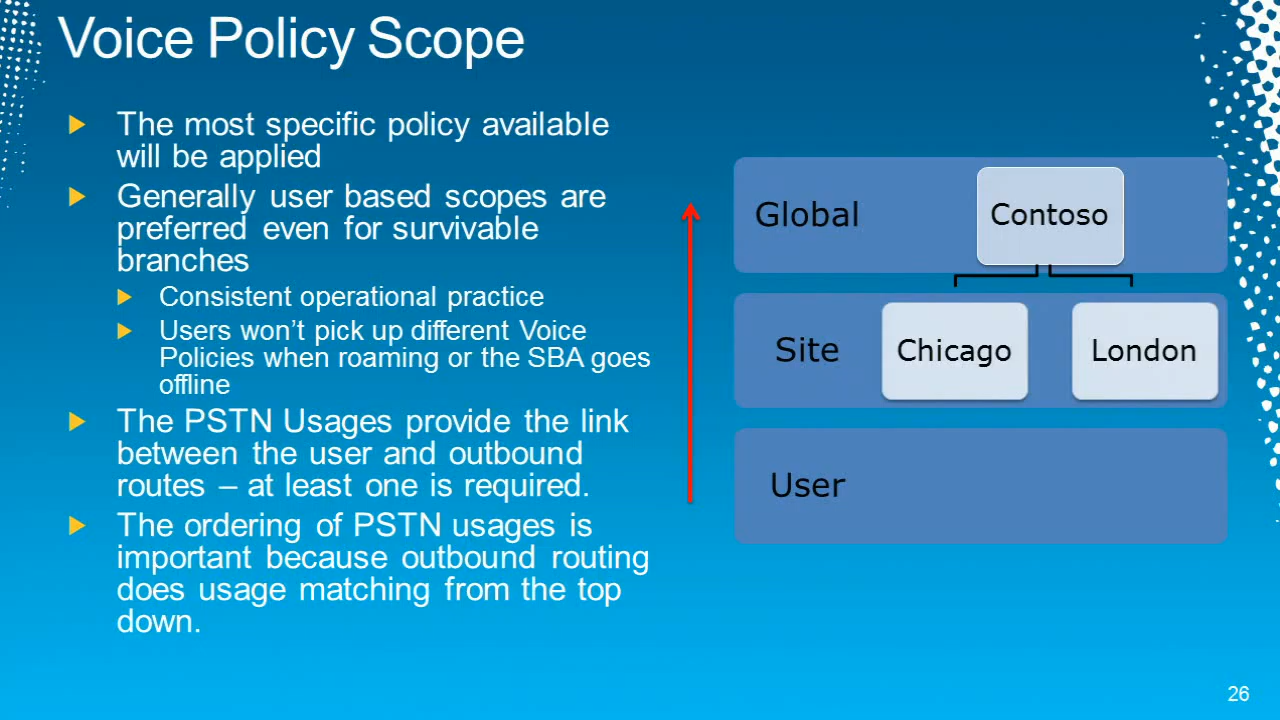 Voice Policy Scope
The most specific policy available
will be applied
Generally user based scopes are
preferred even for survivable
branches
Consistent operational practice
Users won't pick up different Voice
Policies when roaming or the SBA goes
offline
The PSTN Usages provide the link
between the user and outbound
routes – at least one is required.
The ordering of PSTN usages is
important because outbound routing
does usage matching from the top
down.
Global
Contoso
Site
Chicago
London
User
26